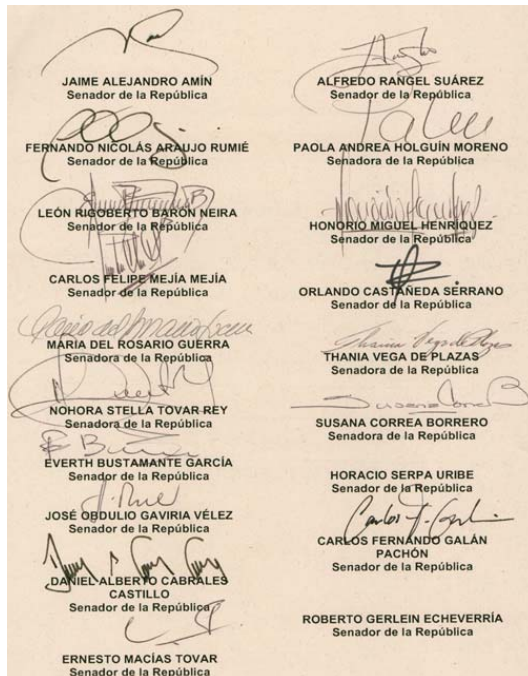 JAIME ALEJANDRO AMÍN
Senador de la República
ALFREDO RANGEL SUÁREZ
Senador de la República
FERNANDO NICOLÁS ARAUJO RUMIÉ
Senador de la República
PAOLA ANDREA HOLGUÍN MORENO
Senadora de la República
LEÓN RIGOBERTO BARÓN NEIRA
Senador de la República
HONORIO MIGUEL HENRÍQUEZ
Senador de la República
CARLOS FELIPE MEJÍA MEJÍA
Senador de la República
ORLANDO CASTAÑEDA SERRANO
Senador de la República
MARÍA DEL ROSARIO GUERRA
Senadora de la República
Thania Vega de Plazas
THANIA VEGA DE PLAZAS
Senadora de la República
NOHORA STELLA TOVAR REY
Senadora de la República
Susana Correa B
SUSANA CORREA BORRERO
Senadora de la República
EVERTH BUSTAMANTE GARCÍA
Senador de la República
HORACIO SERPA URIBE
Senador de la República
JOSÉ OBDULIO GAVIRIA VÉLEZ
Senador de la República
CARLOS FERNANDO GALÁN
PACHÓN
Senador de la República
DANIEL ALBERTO CABRALES
CASTILLO
Senador de la República
ROBERTO GERLEIN ECHEVERRÍA
Senador de la República
ERNESTO MACÍAS TOVAR
Senador de la República